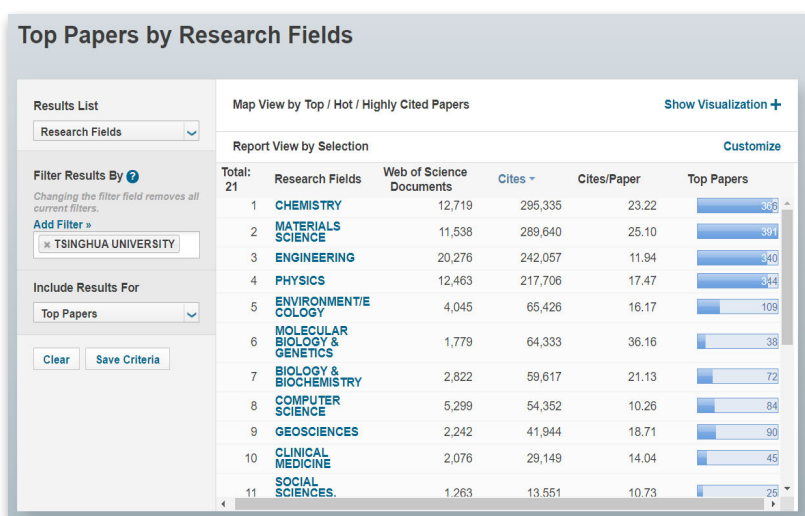 Top Papers by Research Fields
Results List
Research Fields
Filter Results By ?
Changing the filter field removes all
current filters.
Add Filter »
× TSINGHUA UNIVERSITY
Include Results For
Top Papers
Clear Save Criteria
Map View by Top / Hot / Highly Cited Papers Show Visualization +
Report View by Selection Customize
Total:
21 Research Fields Web of Science
Documents Cites Cites/Paper Top Papers
1 CHEMISTRY 12,719 295,335 23.22 366
2 MATERIALS
SCIENCE 11,538 289,640 25.10 391
3 ENGINEERING 20,276 242,057 11.94 340
4 PHYSICS 12,463 217,706 17.47 344
5 ENVIRONMENT/E
COLOGY 4,045 65,426 16.17 109
6 MOLECULAR
BIOLOGY &
GENETICS 1,779 64,333 36.16 38
7 BIOLOGY &
BIOCHEMISTRY 2,822 59,617 21.13 72
8 COMPUTER
SCIENCE 5,299 54,352 10.26 84
9 GEOSCIENCES 2,242 41,944 18.71 90
10 CLINICAL
MEDICINE 2,076 29,149 14.04 45
11 SOCIAL
SCIENCES, 1,263 13,551 10.73 25